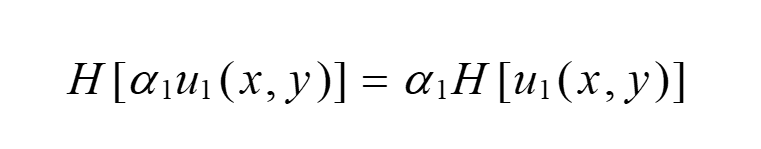 H[α₁u₁(x, y)] = α₁H[u₁(x, y)]